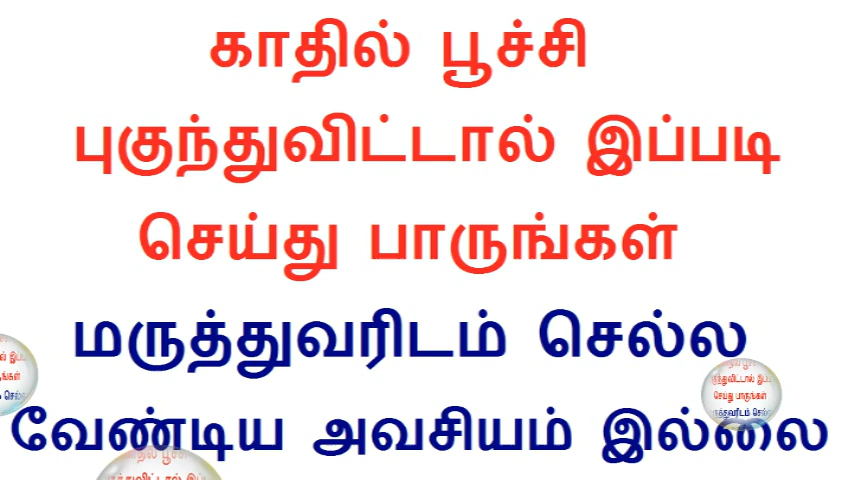 காதில் பூச்சி
புகுந்துவிட்டால் இப்படி
செய்து பாருங்கள்
மருத்துவரிடம் செல்ல
வேண்டிய அவசியம் இல்லை